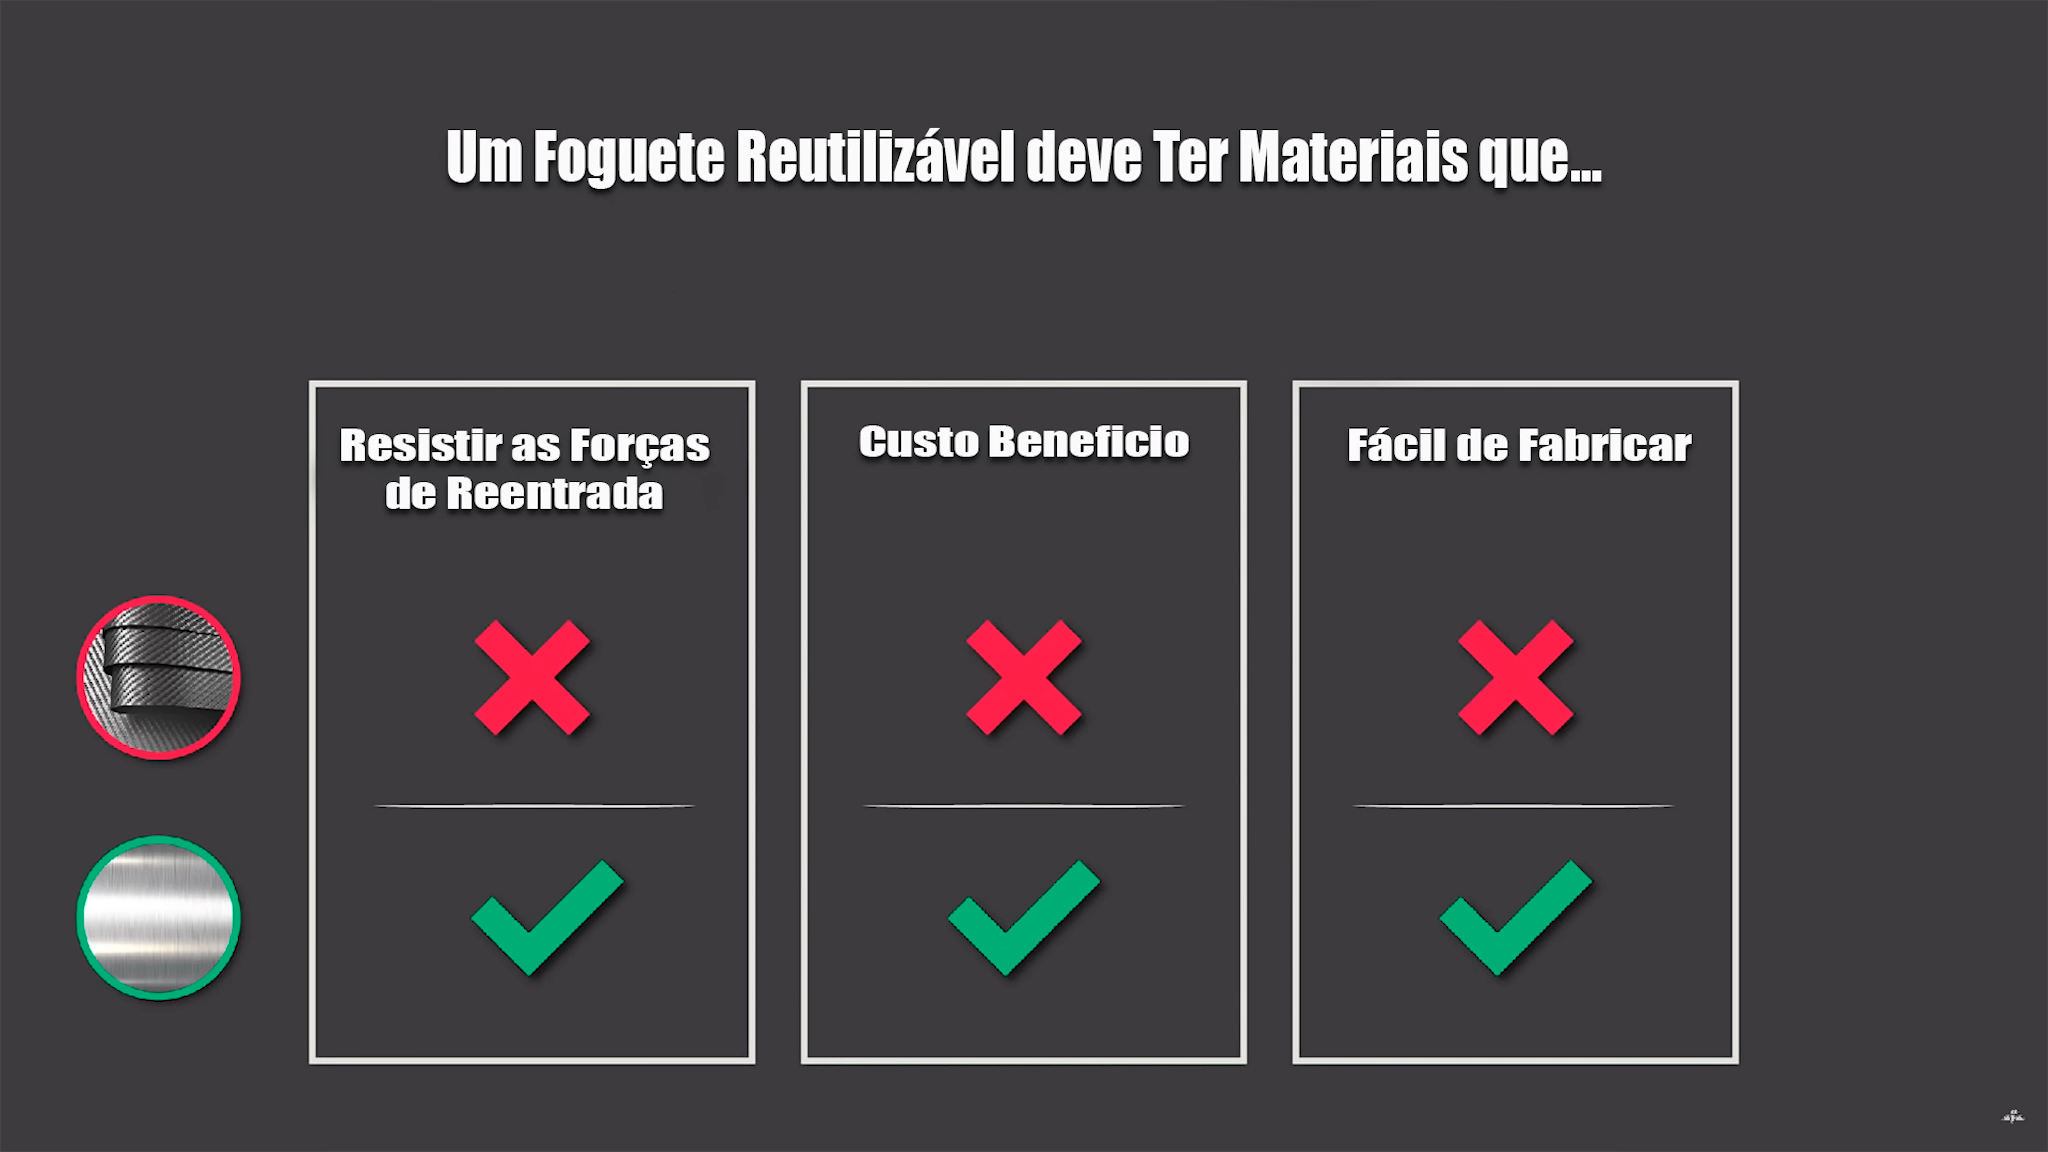 Um Foguete Reutilizável deve Ter Materiais que...
Resistir as Forças
de Reentrada
Custo Beneficio
Fácil de Fabricar